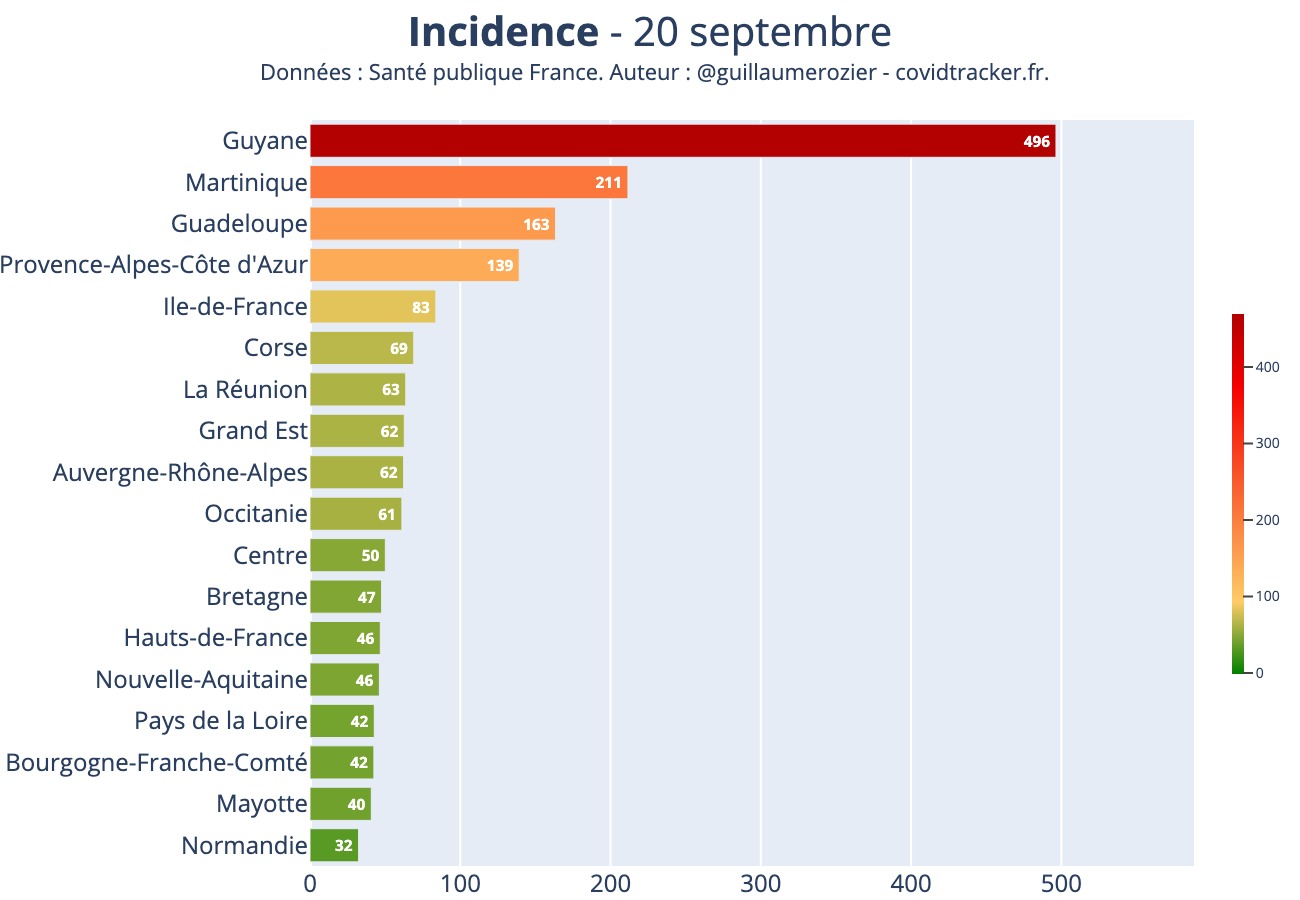 Incidence - 20 septembre
Données : Santé publique France. Auteur : @guillaumerozier - covidtracker.fr.
Guyane 496
Martinique 211
Guadeloupe 163
Provence-Alpes-Côte d'Azur 139
Ile-de-France 83
Corse 69
La Réunion 63
Grand Est 62
Auvergne-Rhône-Alpes 62
Occitanie 61
Centre 50
Bretagne 47
Hauts-de-France 46
Nouvelle-Aquitaine 46
Pays de la Loire 42
Bourgogne-Franche-Comté 42
Mayotte 40
Normandie 32
0 100 200 300 400 500
400
300
200
100
0